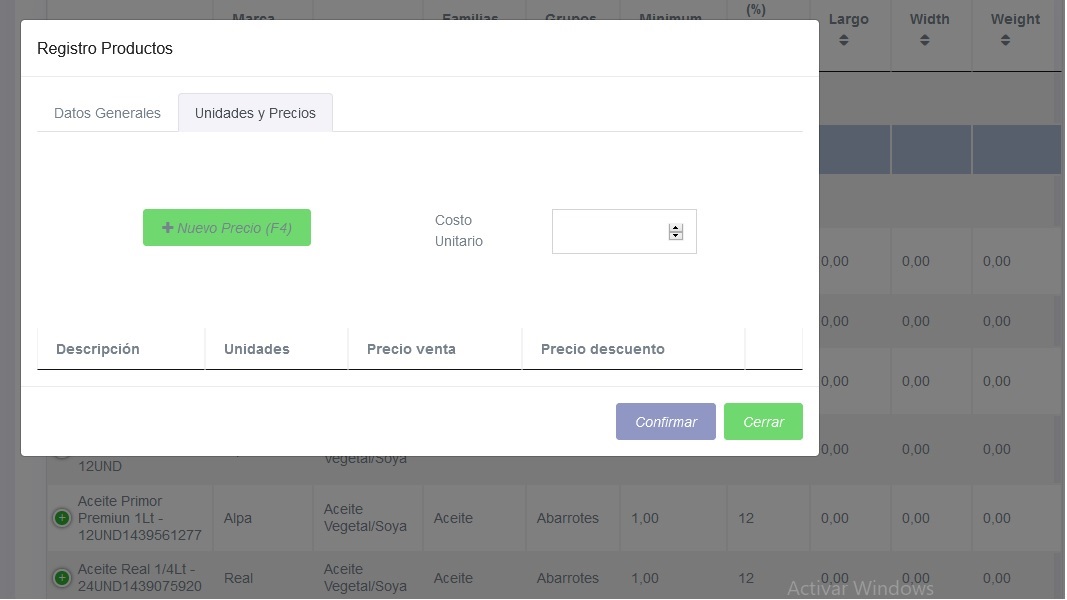 (%)
Marca Familias Grupos Minimum Largo Width Weight
Registro Productos
Datos Generales Unidades y Precios
Nuevo Precio (F4)
Costo
Unitario
0,00 0,00 0,00
0,00 0,00 0,00
Descripción Unidades Precio venta Precio descuento
0,00 0,00 0,00
Confirmar Cerrar
0,00 0,00 0,00
12UND Vegetal/Soya
Aceite Primor
Premiun 1Lt -
12UND1439561277
Alpa
Aceite
Vegetal/Soya
Aceite
Abarrotes
1,00
12
0,00 0,00 0,00
Aceite Real 1/4Lt -
24UND1439075920
Real
Aceite
Vegetal/Soya
Aceite
Abarrotes
1,00
12
0,00 0,00 0,00
Activar Windows